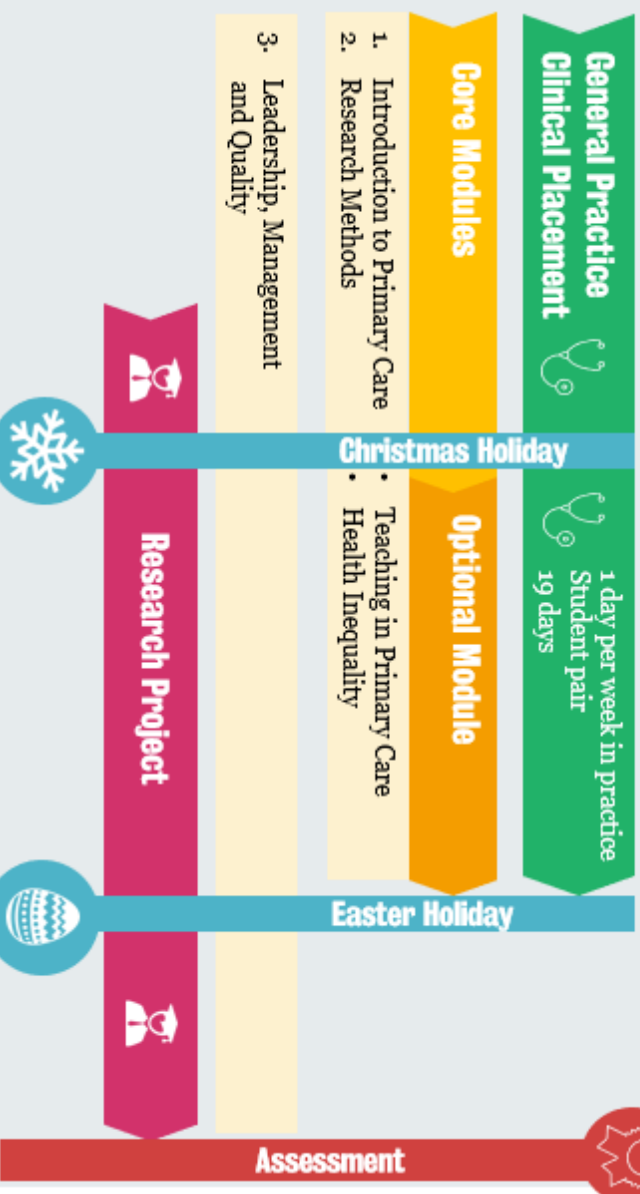 General Practice
Clinical Placement
1 day per week in practice
Student pair
19 days
Core Modules
Optional Module
1. Introduction to Primary Care
2. Research Methods
• Teaching in Primary Care
• Health Inequality
3. Leadership, Management
and Quality
Research Project
Christmas Holiday
Easter Holiday
Assessment